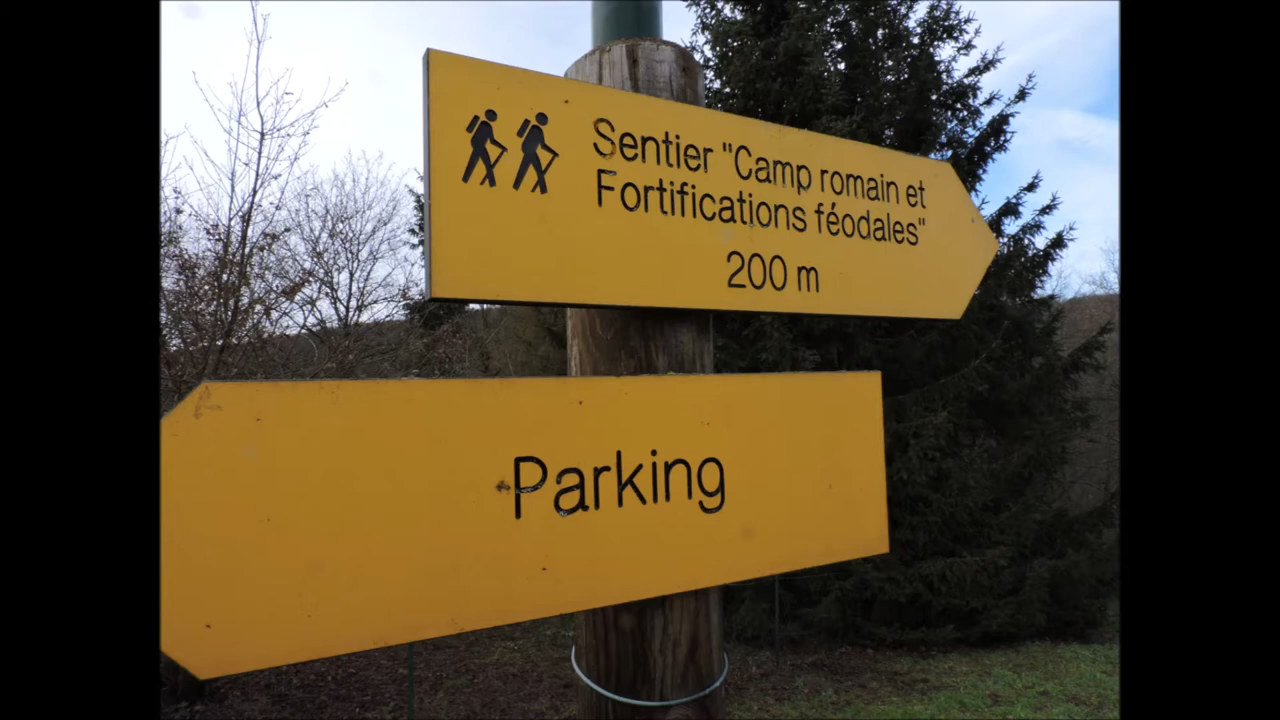 Sentier "Camp romain et
Fortifications féodales"
200 m
Parking